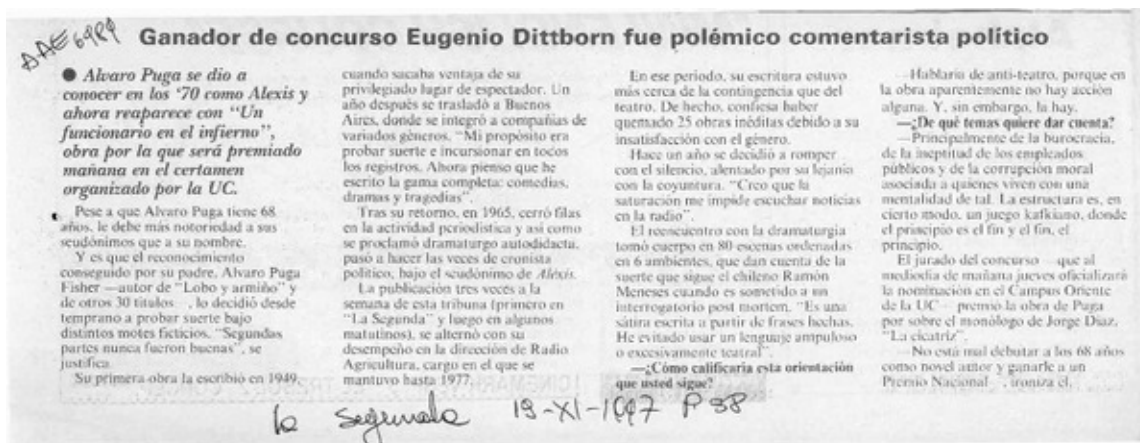 AAE6989
Ganador de concurso Eugenio Dittborn fue polémico comentarista político
● Alvaro Puga se dio a
conocer en los '70 como Alexis y
ahora reaparece con “Un
funcionario en el infierno”,
obra por la que será premiado
mañana en el certamen
organizado por la UC.
Pese a que Alvaro Puga tiene 68
años, le debe más notoriedad a sus
seudónimos que a su nombre.
Y es que el reconocimiento
conseguido por su padre, Alvaro Puga
Fisher —autor de “Lobo y armiño” y
de otros 30 títulos—, lo decidió desde
temprano a probar suerte bajo
distintos motes ficticios. “Segundas
partes nunca fueron buenas”, se
justifica.
Su primera obra la escribió en 1949,
cuando sacaba ventaja de su
privilegiado lugar de espectador. Un
año después se trasladó a Buenos
Aires, donde se integró a compañías de
variados géneros. “Mi propósito era
probar suerte e incursionar en todos
los registros. Ahora pienso que he
escrito la gama completa: comedias,
dramas y tragedias”.
Tras su retorno, en 1965, cerró filas
en la actividad periodística y así como
se proclamó dramaturgo autodidacta,
pasó a hacer las veces de cronista
político, bajo el seudónimo de Alexis.
La publicación tres veces a la
semana de esta tribuna (primero en
“La Segunda” y luego en algunos
matutinos), se alternó con su
desempeño en la dirección de Radio
Agricultura, cargo en el que se
mantuvo hasta 1977.
En ese período, su escritura estuvo
más cerca de la contingencia que del
teatro. De hecho, confiesa haber
quemado 25 obras inéditas debido a su
insatisfacción con el género.
Hace un año se decidió a romper
con el silencio, alentado por su lejanía
con la coyuntura. “Creo que la
saturación me impide escuchar noticias
en la radio”.
El reencuentro con la dramaturgia
tomó cuerpo en 80 escenas ordenadas
en 6 ambientes, que dan cuenta de la
suerte que sigue el chileno Ramón
Meneses cuando es sometido a un
interrogatorio post mortem. “Es una
sátira escrita a partir de frases hechas.
He evitado usar un lenguaje ampuloso
o excesivamente teatral”.
—¿Cómo calificaría esta orientación
que usted sigue?
—Hablaría de anti-teatro, porque en
la obra aparentemente no hay acción
alguna. Y, sin embargo, la hay.
—¿De qué temas quiere dar cuenta?
—Principalmente de la burocracia,
de la ineptitud de los empleados
públicos y de la corrupción moral
asociada a quienes viven con una
mentalidad de tal. La estructura es, en
cierto modo, un juego kafkiano, donde
el principio es el fin y el fin, el
principio.
El jurado del concurso —que al
mediodía de mañana jueves oficializará
la nominación en el Campus Oriente
de la UC— premió la obra de Puga
por sobre el monólogo de Jorge Díaz,
“La cicatriz”.
—No está mal debutar a los 68 años
como novel autor y ganarle a un
Premio Nacional—, ironiza él.
la Segunda 19-XI-1997 P 38